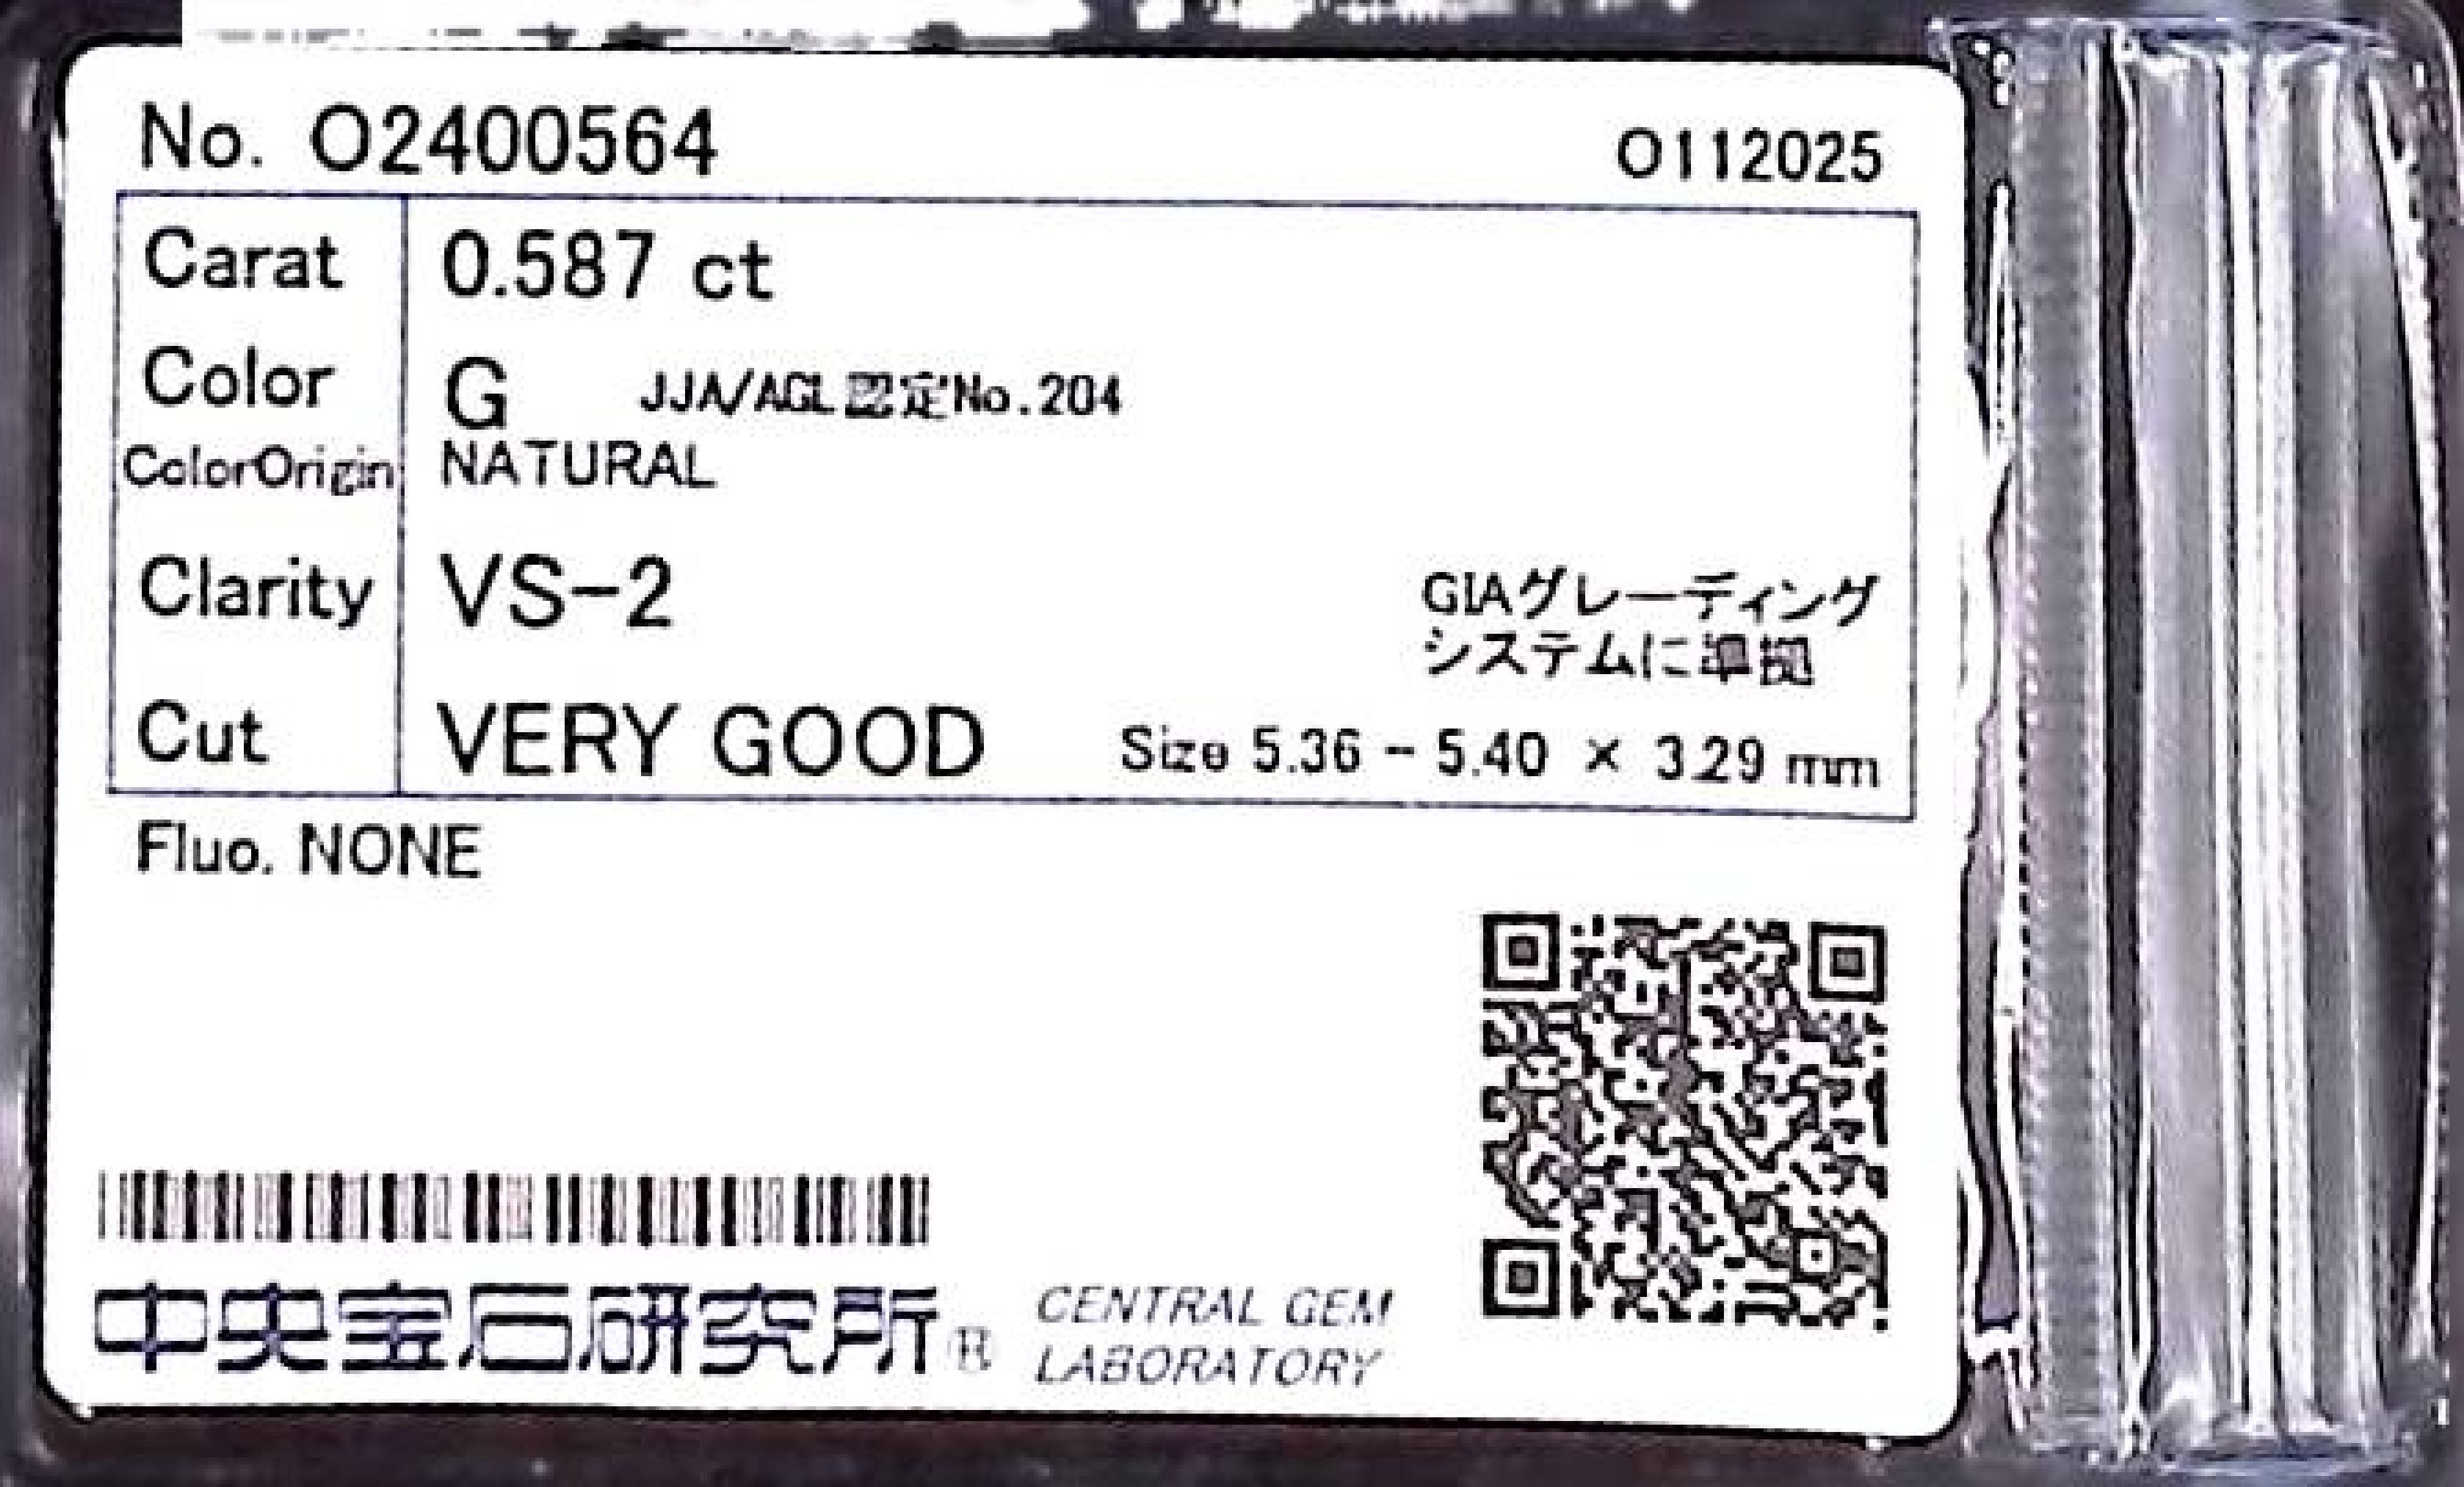 No. O2400564 O112025
Carat 0.587 ct
Color G JJA/AGL認定No.204
ColorOrigin NATURAL
Clarity VS-2 GIAグレーディング
システムに準拠
Cut VERY GOOD Size 5.36 - 5.40 × 3.29 mm
Fluo. NONE
中央宝石研究所® CENTRAL GEM
LABORATORY